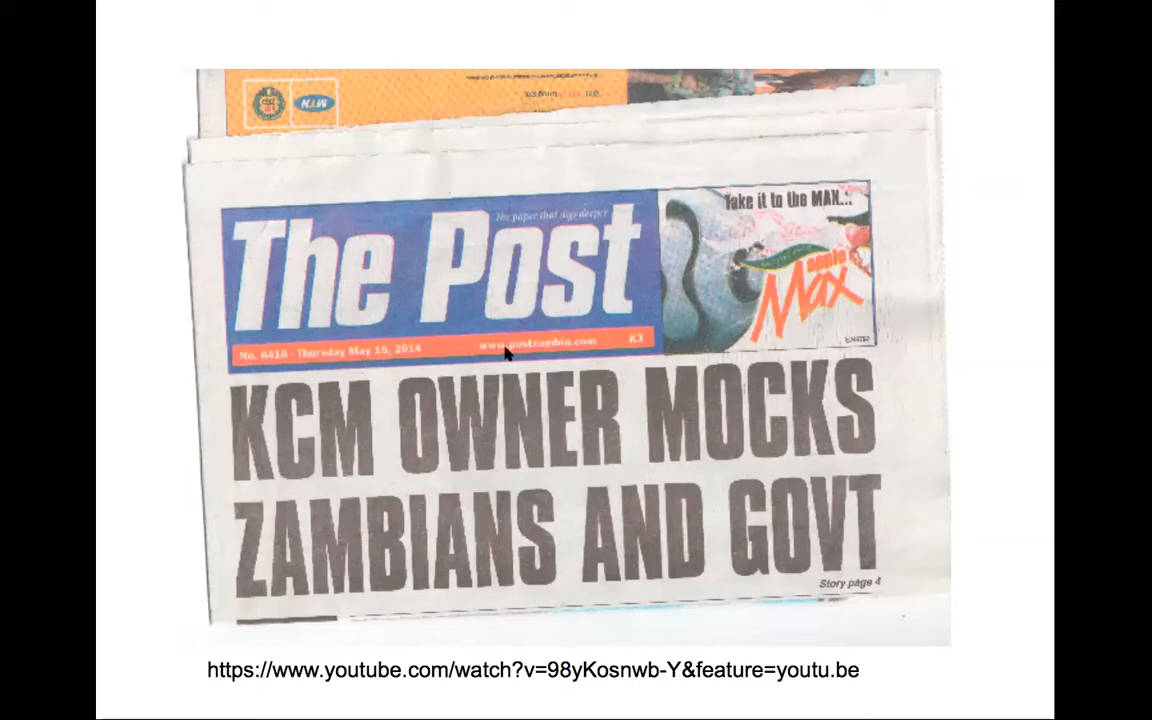 MTN
The paper that digs deeper
The Post
Take it to the MAX...
apple
Max
No. 6418 - Thursday May 15, 2014 www.postzambia.com K3
KCM OWNER MOCKS
ZAMBIANS AND GOVT
Story page 4
https://www.youtube.com/watch?v=98yKosnwb-Y&feature=youtu.be